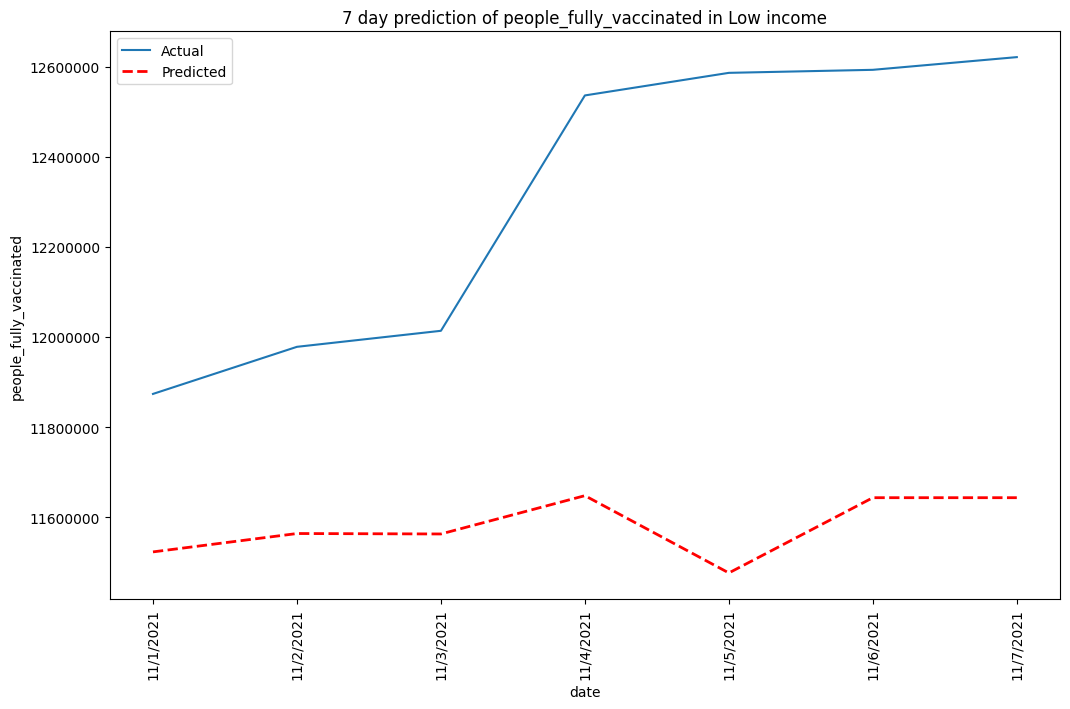 7 day prediction of people_fully_vaccinated in Low income
Actual
Predicted
12600000
12400000
12200000
12000000
11800000
11600000
people_fully_vaccinated
11/1/2021
11/2/2021
11/3/2021
11/4/2021
11/5/2021
11/6/2021
11/7/2021
date